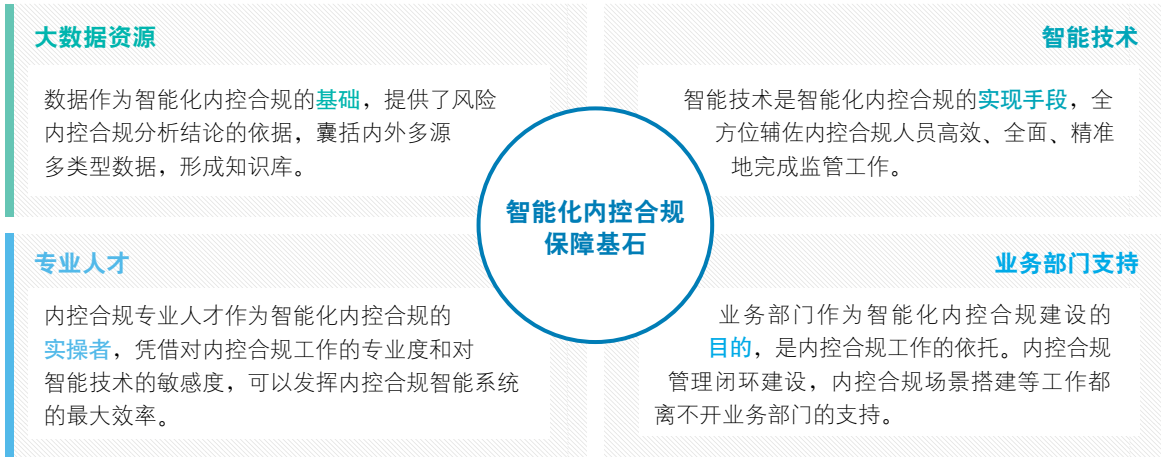 大数据资源
数据作为智能化内控合规的基础，提供了风险
内控合规分析结论的依据，囊括内外多源
多类型数据，形成知识库。
智能技术
智能技术是智能化内控合规的实现手段，全
方位辅佐内控合规人员高效、全面、精准
地完成监管工作。
智能化内控合规
保障基石
专业人才
内控合规专业人才作为智能化内控合规的
实操者，凭借对内控合规工作的专业度和对
智能技术的敏感度，可以发挥内控合规智能系统
的最大效率。
业务部门支持
业务部门作为智能化内控合规建设的
目的，是内控合规工作的依托。内控合规
管理闭环建设，内控合规场景搭建等工作都
离不开业务部门的支持。